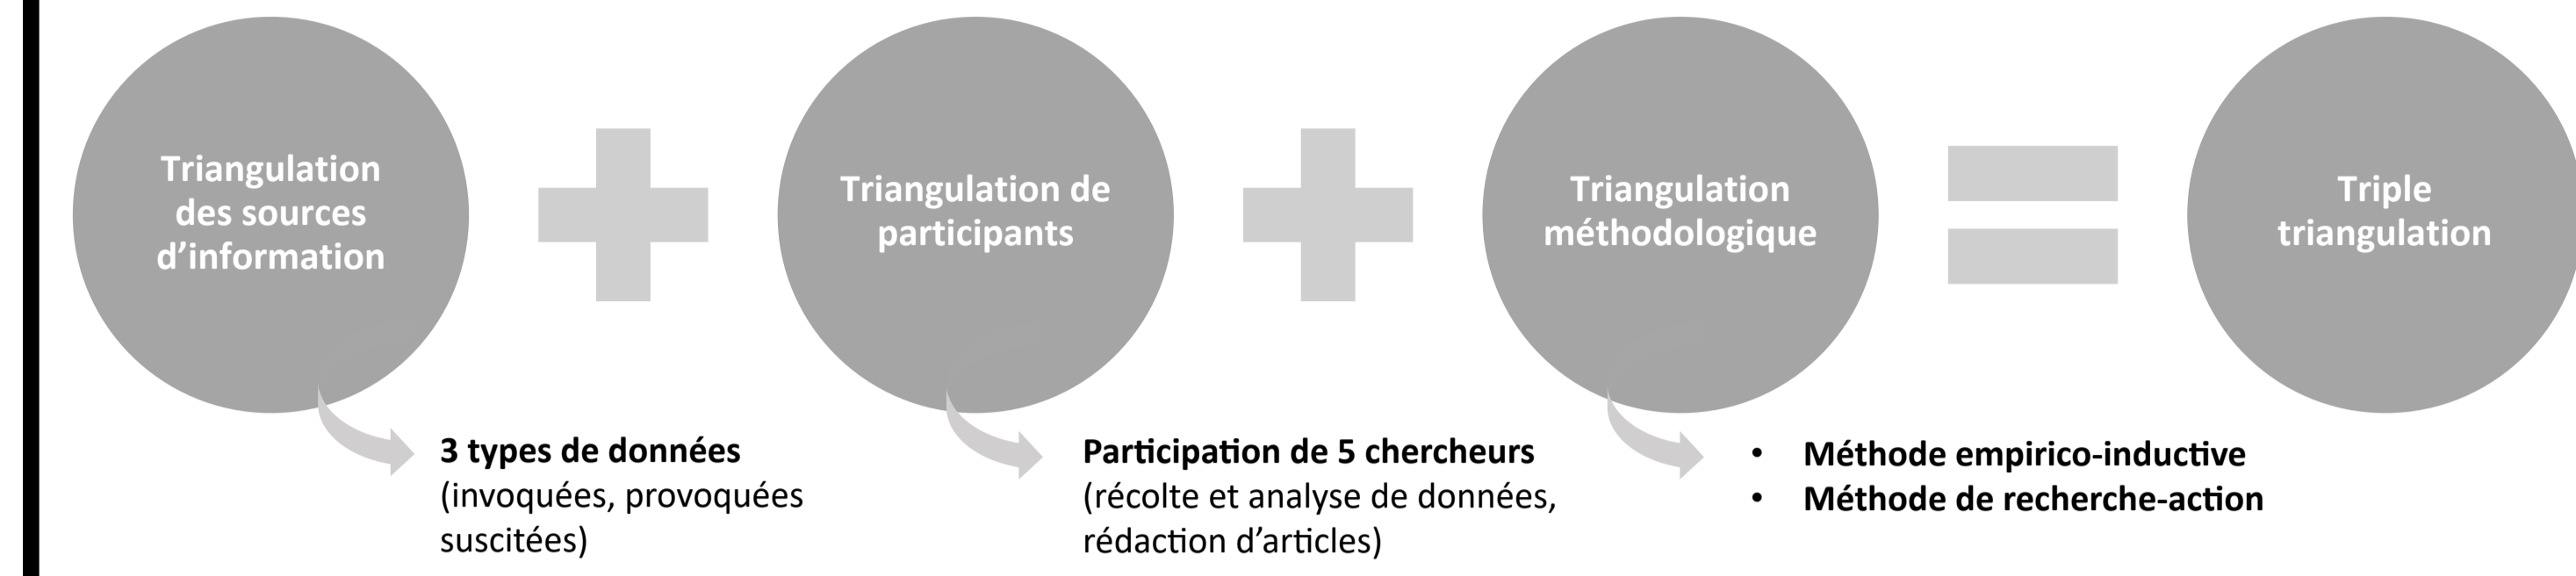 Triangulation
des sources
d’information
Triangulation de
participants
Triangulation
méthodologique
Triple
triangulation
3 types de données
(invoquées, provoquées
suscitées)
Participation de 5 chercheurs
(récolte et analyse de données,
rédaction d’articles)
• Méthode empirico-inductive
• Méthode de recherche-action